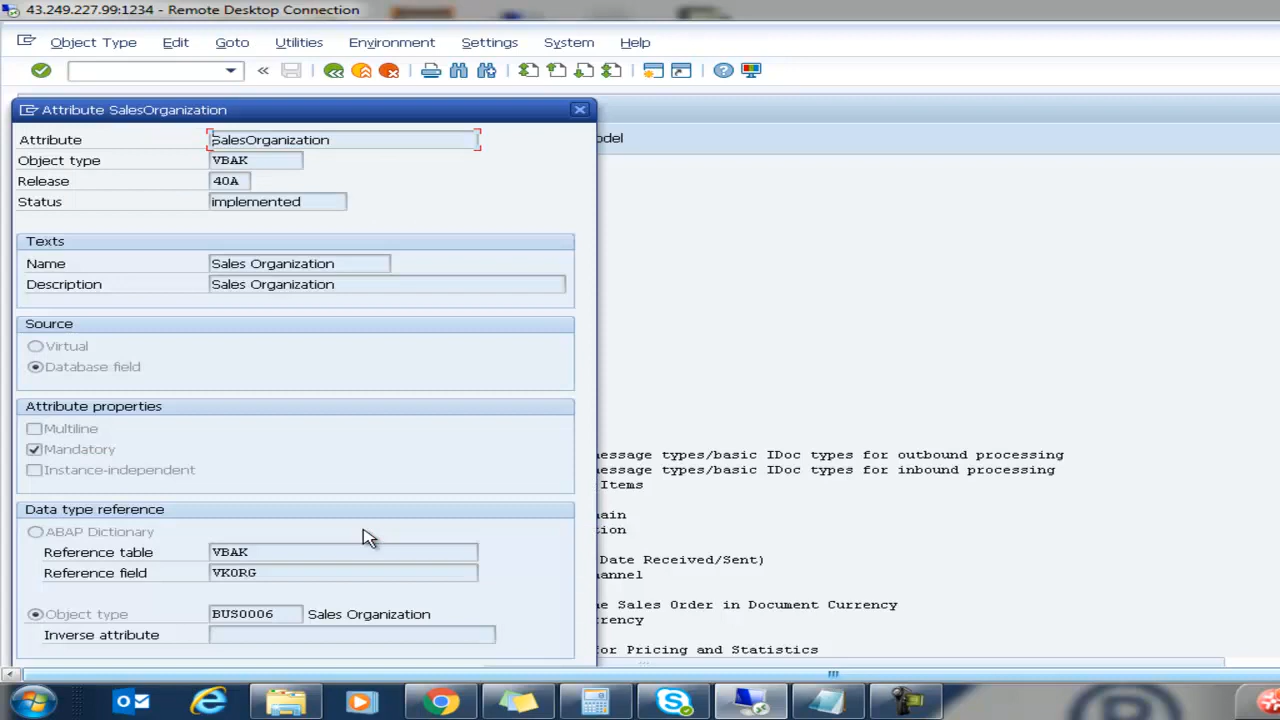 43.249.227.99:1234 - Remote Desktop Connection
Object Type Edit Goto Utilities Environment Settings System Help
Attribute SalesOrganization
odel
Attribute SalesOrganization
Object type VBAK
Release 40A
Status implemented
Texts
Name Sales Organization
Description Sales Organization
Source
Virtual
Database field
Attribute properties
Multiline
Mandatory
Instance-independent
essage types/basic IDoc types for outbound processing
essage types/basic IDoc types for inbound processing
Items
Data type reference
ain
ABAP Dictionary
ion
Reference table VBAK
Date Received/Sent)
Reference field VKORG
annel
e Sales Order in Document Currency
Object type BUS0006 Sales Organization
rency
Inverse attribute
or Pricing and Statistics